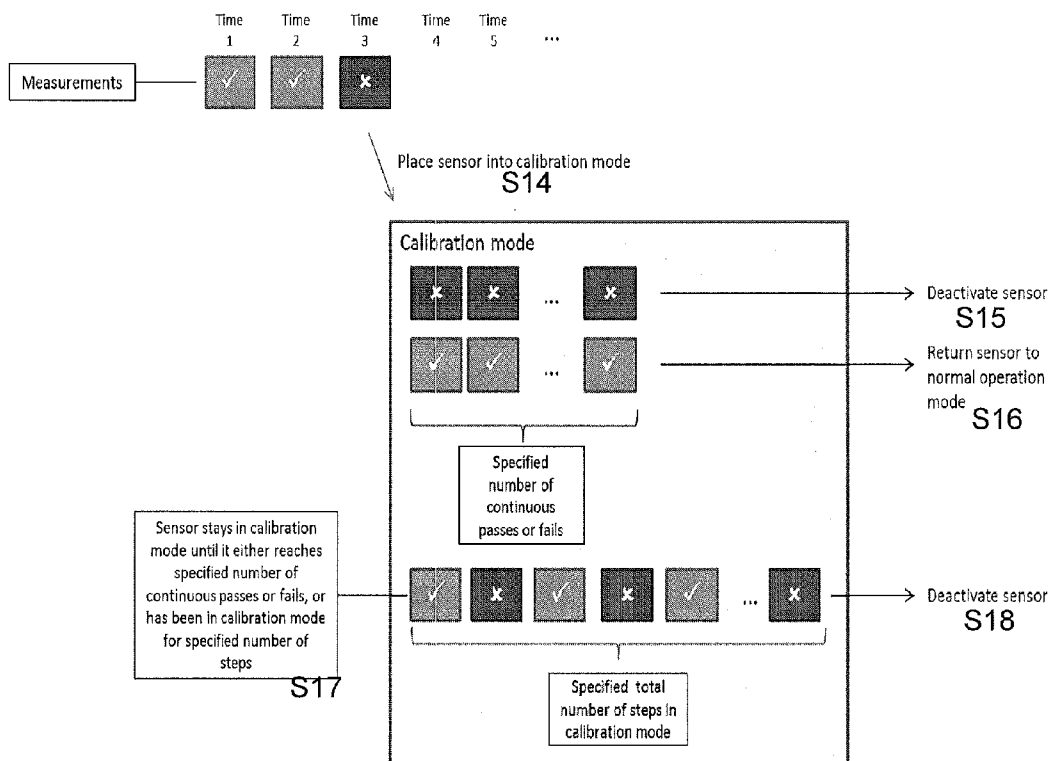 Time Time Time Time Time
1 2 3 4 5 ...
Measurements ✓ ✓ ✗
Place sensor into calibration mode
S14
Calibration mode
✗ ✗ ... ✗
Deactivate sensor
S15
✓ ✓ ... ✓
Return sensor to
normal operation
mode
S16
Specified
number of
continuous
passes or fails
Sensor stays in calibration
mode until it either reaches
specified number of
continuous passes or fails, or
has been in calibration mode
for specified number of
steps
S17
✓ ✗ ✓ ✗ ✓ ... ✗
Deactivate sensor
S18
Specified total
number of steps in
calibration mode